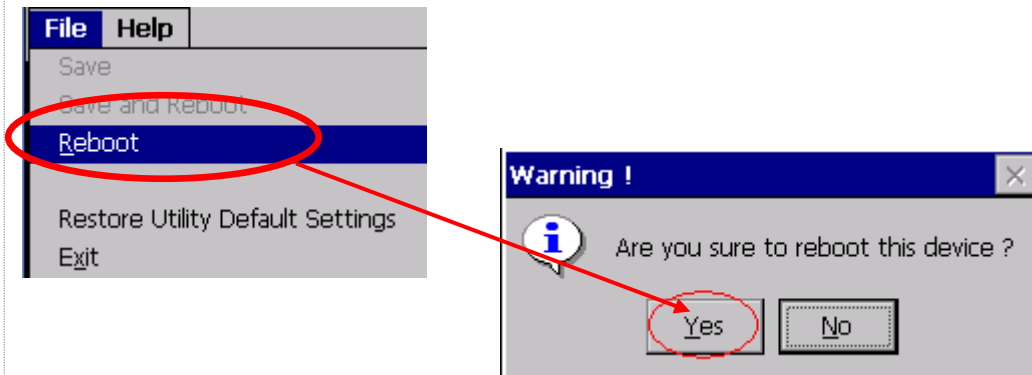 File Help
Save
Save and Reboot
Reboot
Restore Utility Default Settings
Exit
Warning !
Are you sure to reboot this device ?
Yes No